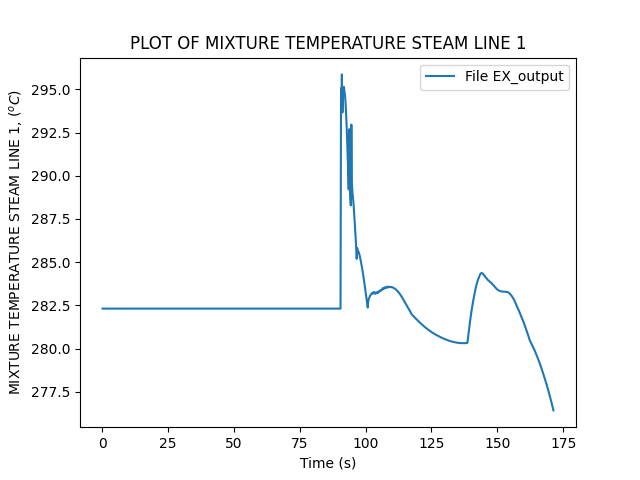 PLOT OF MIXTURE TEMPERATURE STEAM LINE 1
File EX_output
MIXTURE TEMPERATURE STEAM LINE 1, (°C)
295.0
292.5
290.0
287.5
285.0
282.5
280.0
277.5
0 25 50 75 100 125 150 175
Time (s)